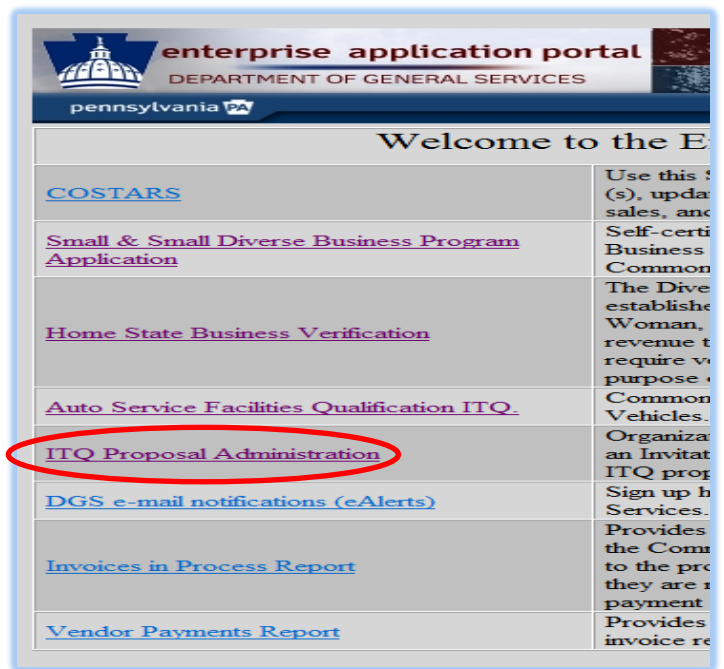 enterprise application portal
DEPARTMENT OF GENERAL SERVICES
pennsylvania PA
Welcome to the E
COSTARS
Use this
(s), upda
sales, and
Small & Small Diverse Business Program
Application
Self-certi
Business
Common
Home State Business Verification
The Dive
establishe
Woman,
revenue t
require v
purpose
Auto Service Facilities Qualification ITQ.
Common
Vehicles.
ITQ Proposal Administration
Organiza
an Invitat
ITQ prop
DGS e-mail notifications (eAlerts)
Sign up h
Services.
Invoices in Process Report
Provides
the Comm
to the pro
they are r
payment
Vendor Payments Report
Provides
invoice re